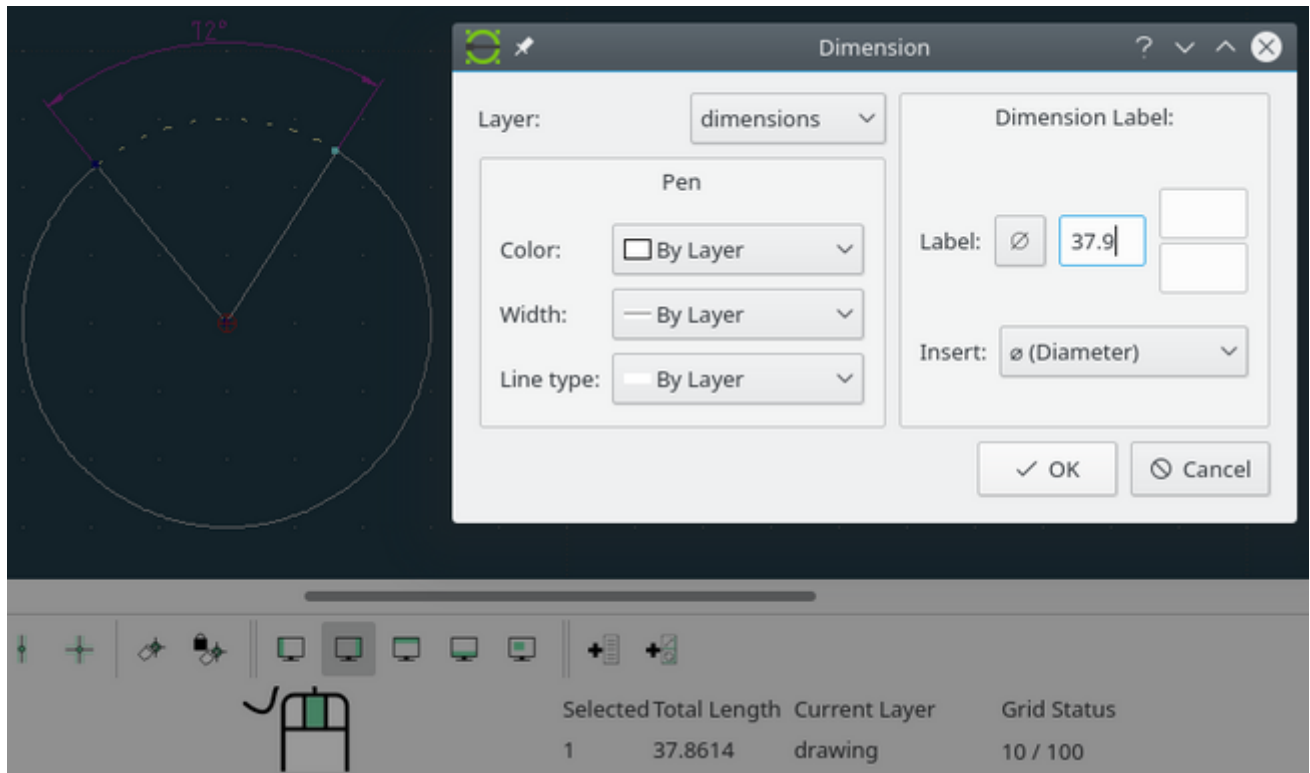 72°
Dimension
Layer: dimensions
Pen
Color: By Layer
Width: By Layer
Line type: By Layer
Dimension Label:
Label: ⌀ 37.9
Insert: ⌀ (Diameter)
OK
Cancel
Selected Total Length Current Layer Grid Status
1 37.8614 drawing 10 / 100